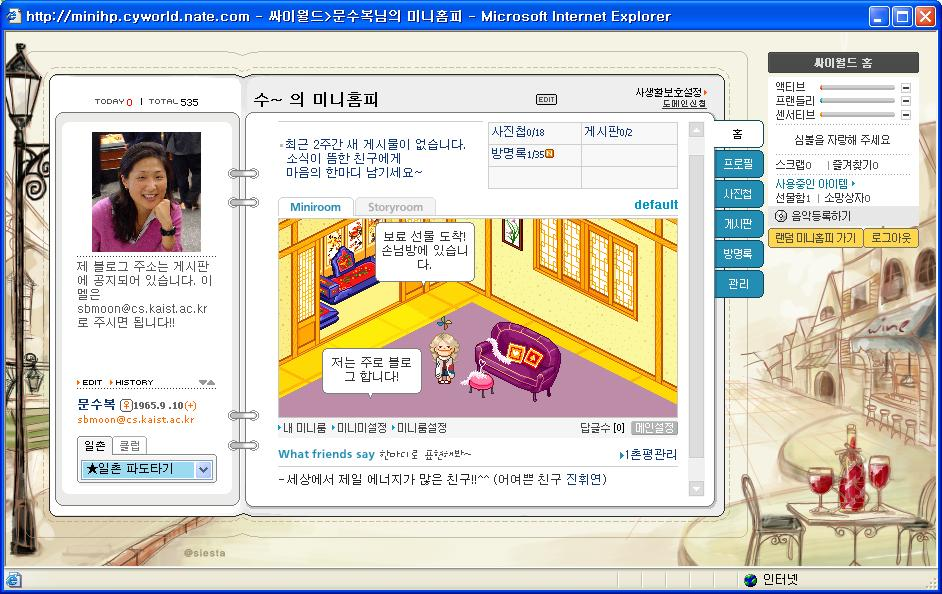 http://minihp.cyworld.nate.com - 싸이월드>문수복님의 미니홈피 - Microsoft Internet Explorer
TODAY 0 | TOTAL 535
수~ 의 미니홈피
EDIT
사생활보호설정
도메인신청
제 블로그 주소는 게시판
에 공지되어 있습니다. 이
멜은
sbmoon@cs.kaist.ac.kr
로 주시면 됩니다!!
EDIT HISTORY
문수복 1965.9.10(+)
sbmoon@cs.kaist.ac.kr
일촌 클럽
★일촌 파도타기
최근 2주간 새 게시물이 없습니다.
소식이 뜸한 친구에게
마음의 한마디 남기세요~
사진첩0/18 게시판0/2
방명록1/35 N
Miniroom Storyroom default
보료 선물 도착!
손님방에 있습니
다.
저는 주로 블로
그 합니다!
내 미니룸 미니미설정 미니룸설정 답글수 [0] 메인설정
What friends say 한마디로 표현해봐~ 1촌평관리
- 세상에서 제일 에너지가 많은 친구!!^^ (어여쁜 친구 진휘연)
홈
프로필
사진첩
게시판
방명록
관리
싸이월드 홈
액티브
프랜들리
센서티브
심볼을 자랑해 주세요
스크랩0 | 즐겨찾기0
사용중인 아이템
선물함1 | 소망상자0
음악등록하기
랜덤 미니홈피 가기 로그아웃
wine
@siesta
인터넷